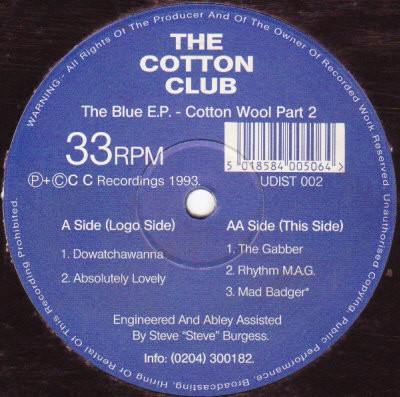 WARNING:- All Rights Of The Producer And Of The Owner Of Recorded Work Reserved. Unauthorised Copying, Public Performance, Broadcasting, Hiring Or Rental Of This Recording Prohibited.
THE
COTTON
CLUB
The Blue E.P. - Cotton Wool Part 2
33RPM
5 018584 005064 >
℗+©C C Recordings 1993.
UDIST 002
A Side (Logo Side)
1. Dowatchawanna
2. Absolutely Lovely
AA Side (This Side)
1. The Gabber
2. Rhythm M.A.G.
3. Mad Badger*
Engineered And Abley Assisted
By Steve "Steve" Burgess.
Info: (0204) 300182.